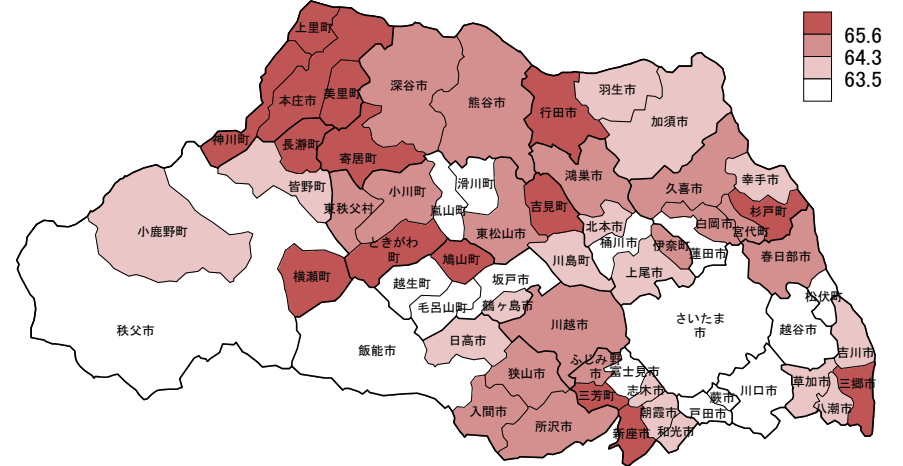 65.6
64.3
63.5
上里町
本庄市
美里町
深谷市
熊谷市
行田市
羽生市
加須市
神川町
長瀞町
寄居町
皆野町
東秩父村
小川町
嵐山町
滑川町
吉見町
鴻巣市
久喜市
幸手市
杉戸町
白岡市
宮代町
小鹿野町
ときがわ
町
鳩山町
東松山市
北本市
桶川市
伊奈町
蓮田市
春日部市
横瀬町
越生町
坂戸市
川島町
上尾市
毛呂山町
鶴ヶ島市
松伏町
秩父市
飯能市
日高市
川越市
さいたま
市
越谷市
吉川市
ふじみ野
市
富士見市
狭山市
三芳町
志木市
蕨市
川口市
草加市
三郷市
入間市
所沢市
新座市
朝霞市
和光市
戸田市
八潮市